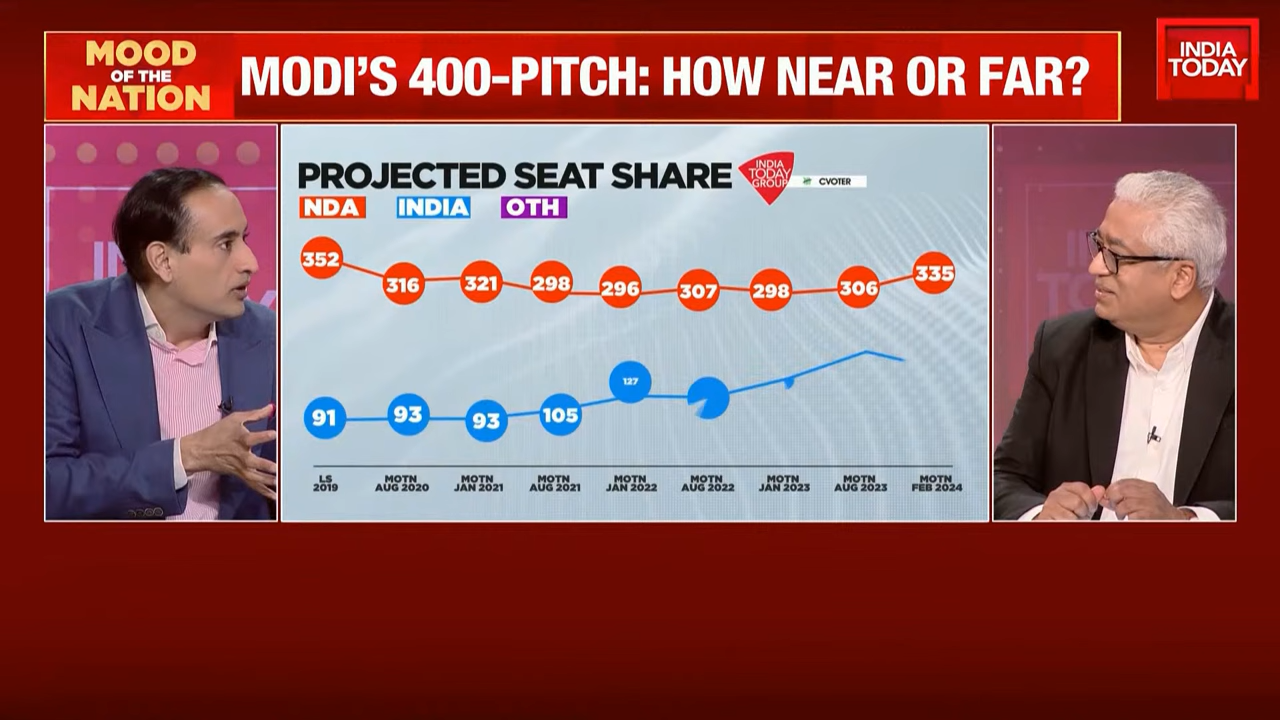 MOOD
OF THE
NATION
MODI'S 400-PITCH: HOW NEAR OR FAR?
INDIA
TODAY
PROJECTED SEAT SHARE
INDIA
TODAY
GROUP
CVOTER
NDA INDIA OTH
352 316 321 298 296 307 298 306 335
91 93 93 105 127
LS
2019
MOTN
AUG 2020
MOTN
JAN 2021
MOTN
AUG 2021
MOTN
JAN 2022
MOTN
AUG 2022
MOTN
JAN 2023
MOTN
AUG 2023
MOTN
FEB 2024